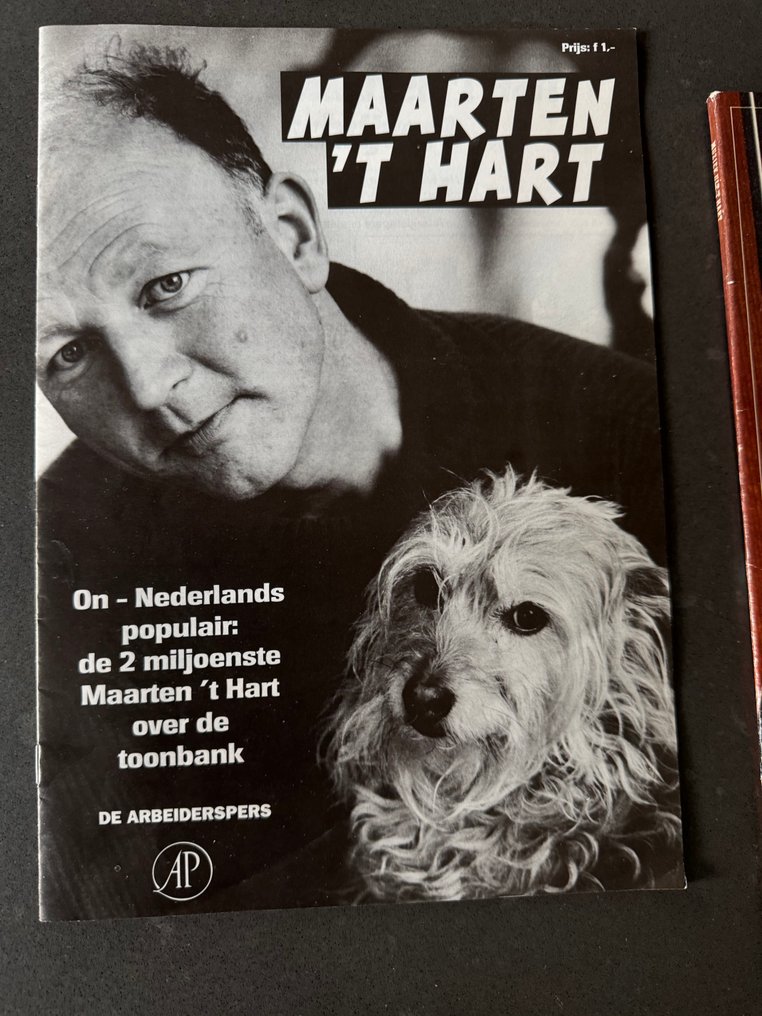 Prijs: f 1,-
MAARTEN
'T HART
On - Nederlands
populair:
de 2 miljoenste
Maarten 't Hart
over de
toonbank
DE ARBEIDERSPERS
AP